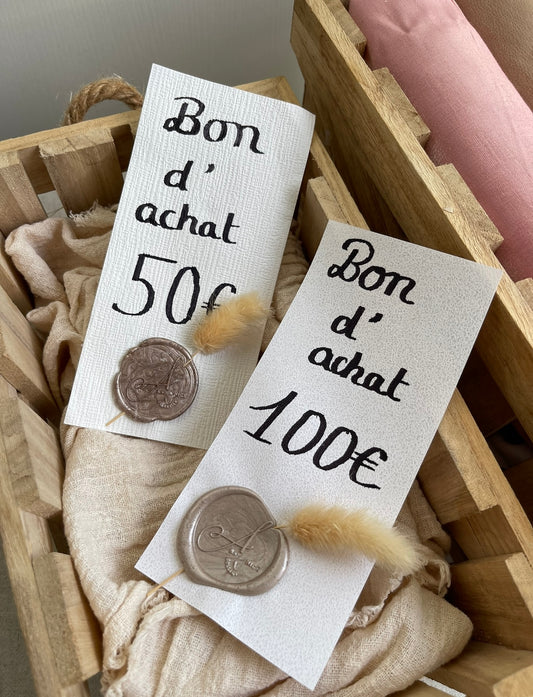 Bon
d'
achat
50€
Bon
d'
achat
100€